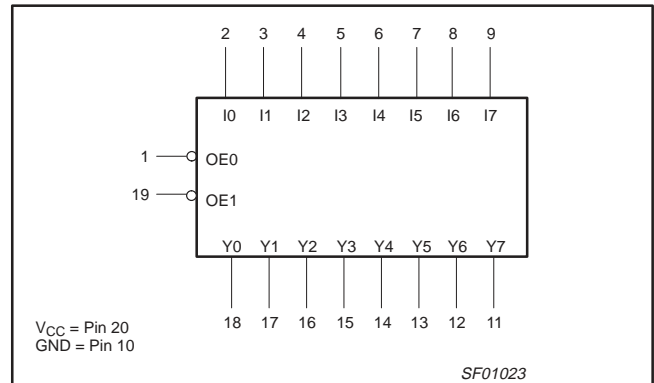 2 3 4 5 6 7 8 9
I0 I1 I2 I3 I4 I5 I6 I7
1 OE0
19 OE1
Y0 Y1 Y2 Y3 Y4 Y5 Y6 Y7
18 17 16 15 14 13 12 11
VCC = Pin 20
GND = Pin 10
SF01023